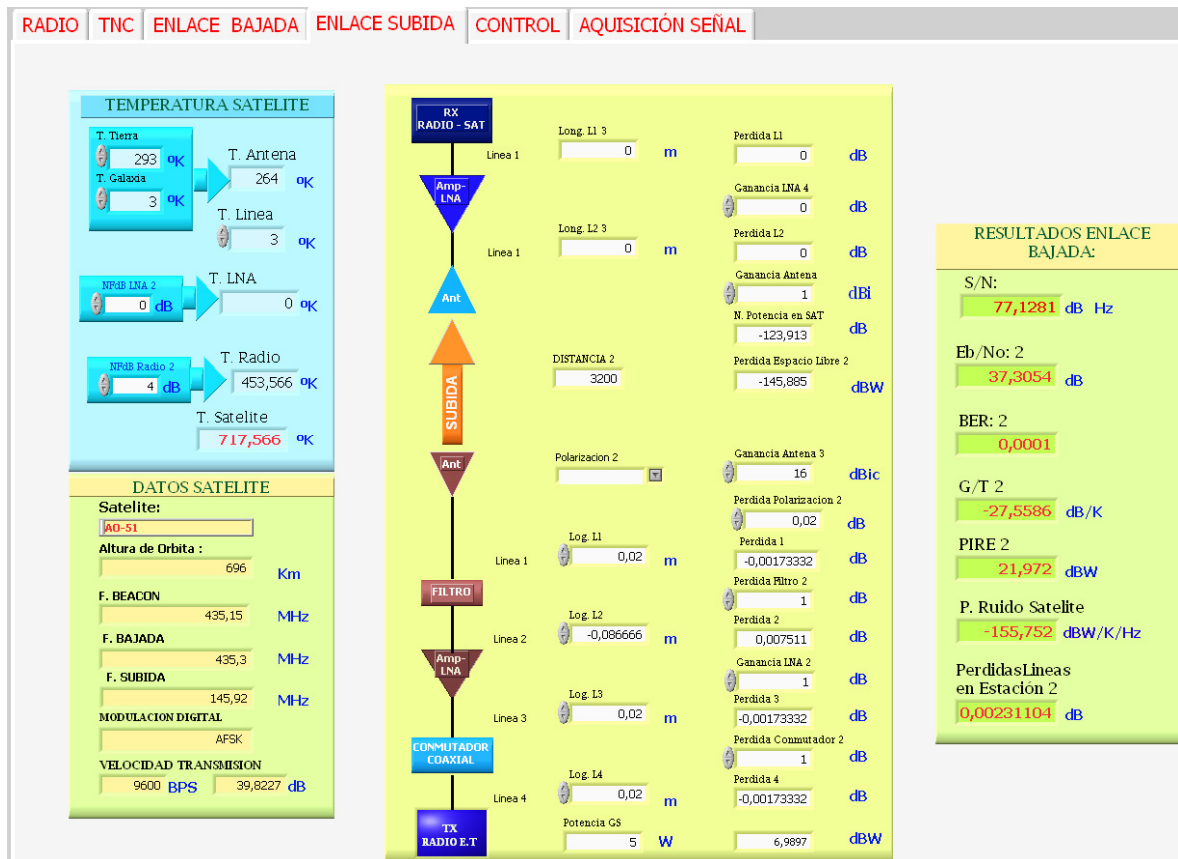 RADIO TNC ENLACE BAJADA ENLACE SUBIDA CONTROL AQUISICIÓN SEÑAL
TEMPERATURA SATELITE
T. Tierra
293 ºK
T. Galaxia
3 ºK
T. Antena
264 ºK
T. Linea
3 ºK
NFdB LNA 2
0 dB
T. LNA
0 ºK
NFdB Radio 2
4 dB
T. Radio
453,566 ºK
T. Satelite
717,566 ºK
DATOS SATELITE
Satelite:
AO-51
Altura de Orbita :
696 Km
F. BEACON
435,15 MHz
F. BAJADA
435,3 MHz
F. SUBIDA
145,92 MHz
MODULACION DIGITAL
AFSK
VELOCIDAD TRANSMISION
9600 BPS 39,8227 dB
RX
RADIO - SAT
Linea 1
Long. L1 3
0 m
Perdida L1
0 dB
Amp-
LNA
Ganancia LNA 4
0 dB
Linea 1
Long. L2 3
0 m
Perdida L2
0 dB
Ant
Ganancia Antena
1 dBi
N. Potencia en SAT
-123,913 dB
SUBIDA
DISTANCIA 2
3200
Perdida Espacio Libre 2
-145,885 dBW
Ant
Polarizacion 2
Ganancia Antena 3
16 dBic
Perdida Polarizacion 2
0,02 dB
Linea 1
Log. L1
0,02 m
Perdida 1
-0,00173332 dB
FILTRO
Perdida Filtro 2
1 dB
Linea 2
Log. L2
-0,086666 m
Perdida 2
0,007511 dB
Amp-
LNA
Ganancia LNA 2
1 dB
Linea 3
Log. L3
0,02 m
Perdida 3
-0,00173332 dB
CONMUTADOR
COAXIAL
Perdida Conmutador 2
1 dB
Linea 4
Log. L4
0,02 m
Perdida 4
-0,00173332 dB
TX
RADIO E.T
Potencia GS
5 W
6,9897 dBW
RESULTADOS ENLACE
BAJADA:
S/N:
77,1281 dB Hz
Eb/No: 2
37,3054 dB
BER: 2
0,0001
G/T 2
-27,5586 dB/K
PIRE 2
21,972 dBW
P. Ruido Satelite
-155,752 dBW/K/Hz
PerdidasLineas
en Estación 2
0,00231104 dB